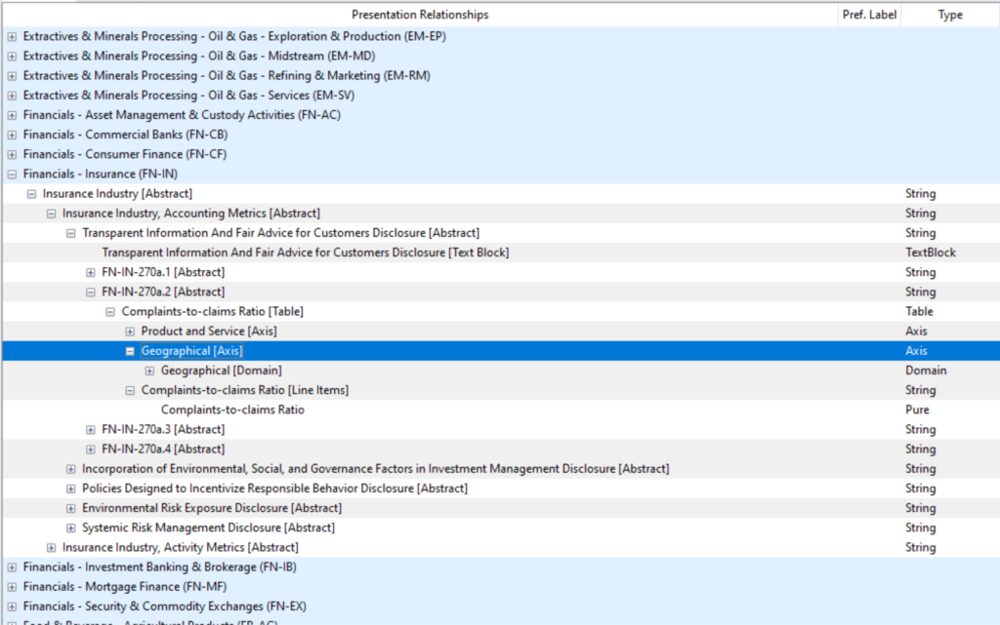 Presentation Relationships Pref. Label Type
Extractives & Minerals Processing - Oil & Gas - Exploration & Production (EM-EP)
Extractives & Minerals Processing - Oil & Gas - Midstream (EM-MD)
Extractives & Minerals Processing - Oil & Gas - Refining & Marketing (EM-RM)
Extractives & Minerals Processing - Oil & Gas - Services (EM-SV)
Financials - Asset Management & Custody Activities (FN-AC)
Financials - Commercial Banks (FN-CB)
Financials - Consumer Finance (FN-CF)
Financials - Insurance (FN-IN)
Insurance Industry [Abstract] String
Insurance Industry, Accounting Metrics [Abstract] String
Transparent Information And Fair Advice for Customers Disclosure [Abstract] String
Transparent Information And Fair Advice for Customers Disclosure [Text Block] TextBlock
FN-IN-270a.1 [Abstract] String
FN-IN-270a.2 [Abstract] String
Complaints-to-claims Ratio [Table] Table
Product and Service [Axis] Axis
Geographical [Axis] Axis
Geographical [Domain] Domain
Complaints-to-claims Ratio [Line Items] String
Complaints-to-claims Ratio Pure
FN-IN-270a.3 [Abstract] String
FN-IN-270a.4 [Abstract] String
Incorporation of Environmental, Social, and Governance Factors in Investment Management Disclosure [Abstract] String
Policies Designed to Incentivize Responsible Behavior Disclosure [Abstract] String
Environmental Risk Exposure Disclosure [Abstract] String
Systemic Risk Management Disclosure [Abstract] String
Insurance Industry, Activity Metrics [Abstract] String
Financials - Investment Banking & Brokerage (FN-IB)
Financials - Mortgage Finance (FN-MF)
Financials - Security & Commodity Exchanges (FN-EX)
Food & Beverage - Agricultural Products (FB-AG)